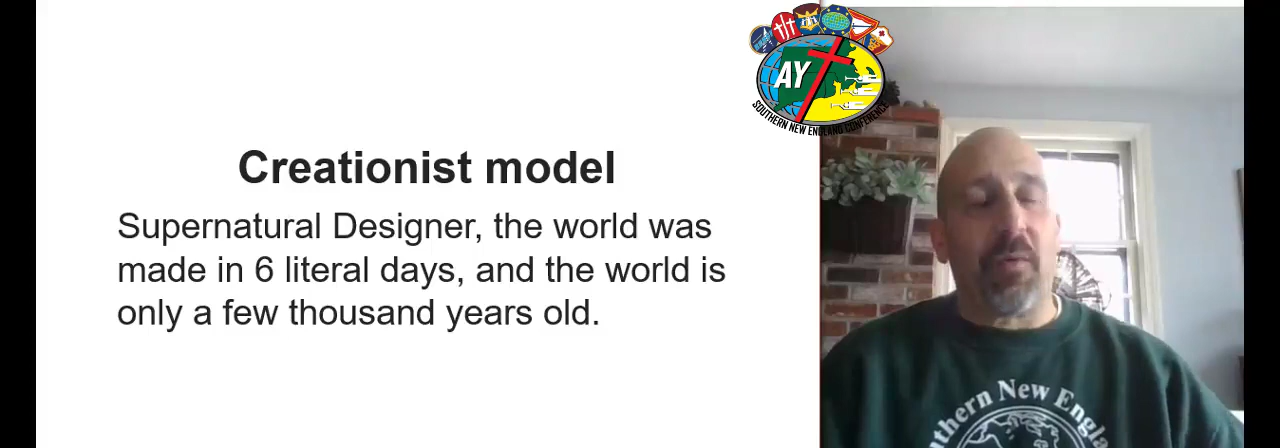 AY
SOUTHERN NEW ENGLAND CONFERENCE
Creationist model
Supernatural Designer, the world was
made in 6 literal days, and the world is
only a few thousand years old.
thern New Engla